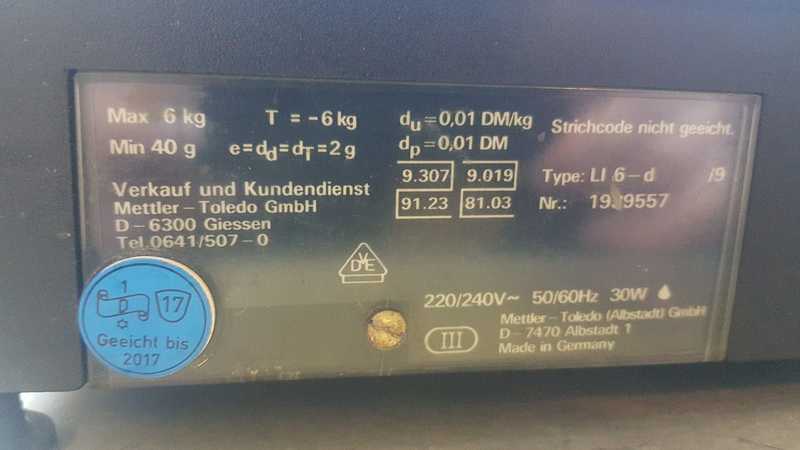 Max 6 kg T = -6 kg du=0,01 DM/kg Strichcode nicht geeicht.
Min 40 g e=dd=dT=2 g dp=0,01 DM
9.307 9.019 Type: LI 6-d /9
Verkauf und Kundendienst
91.23 81.03 Nr.:
Mettler-Toledo GmbH
D-6300 Giessen
Tel.0641/507-0
VDE
1
D
17
Geeicht bis
2017
220/240V~ 50/60Hz 30W
Mettler-Toledo (Albstadt) GmbH
III
D-7470 Albstadt 1
Made in Germany